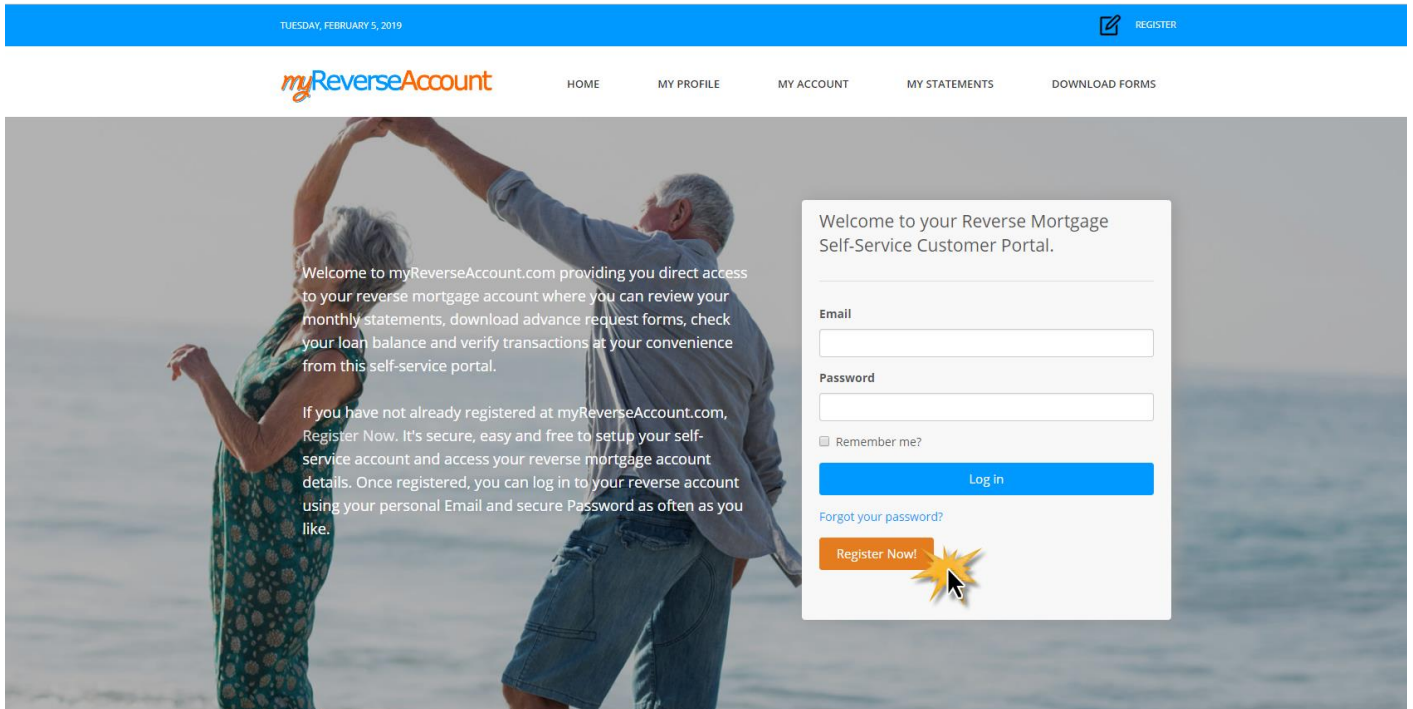 TUESDAY, FEBRUARY 5, 2019
REGISTER
myReverseAccount
HOME
MY PROFILE
MY ACCOUNT
MY STATEMENTS
DOWNLOAD FORMS
Welcome to myReverseAccount.com providing you direct access
to your reverse mortgage account where you can review your
monthly statements, download advance request forms, check
your loan balance and verify transactions at your convenience
from this self-service portal.
If you have not already registered at myReverseAccount.com,
Register Now. It's secure, easy and free to setup your self-
service account and access your reverse mortgage account
details. Once registered, you can log in to your reverse account
using your personal Email and secure Password as often as you
like.
Welcome to your Reverse Mortgage
Self-Service Customer Portal.
Email
Password
Remember me?
Log in
Forgot your password?
Register Now!